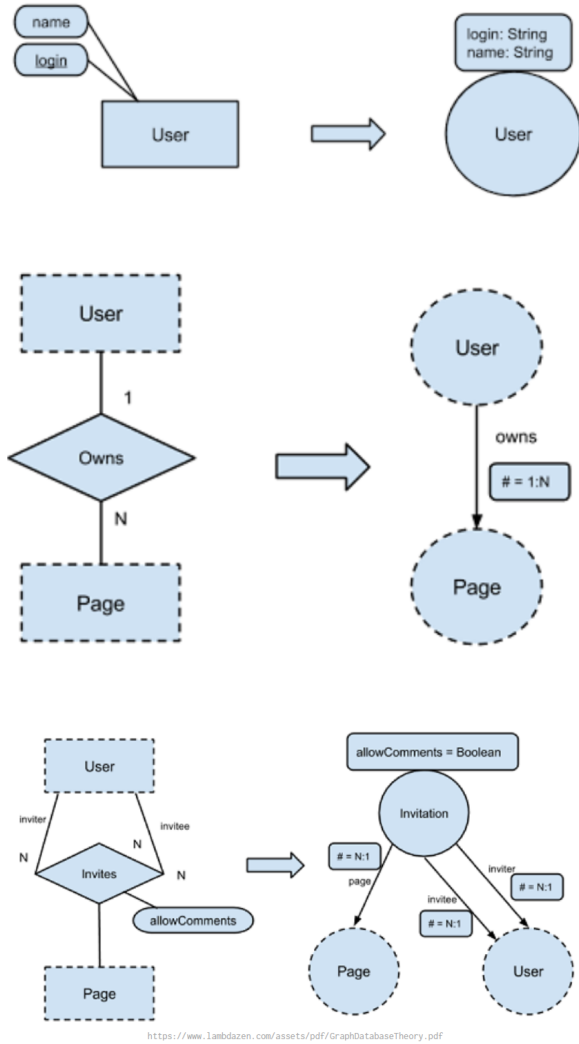 name
login
User
login: String
name: String
User
User
1
Owns
N
Page
User
owns
# = 1:N
Page
User
inviter
invitee
N
N
N
Invites
allowComments
Page
allowComments = Boolean
Invitation
# = N:1
page
inviter
# = N:1
invitee
# = N:1
Page
User
https://www.lambdazen.com/assets/pdf/GraphDatabaseTheory.pdf